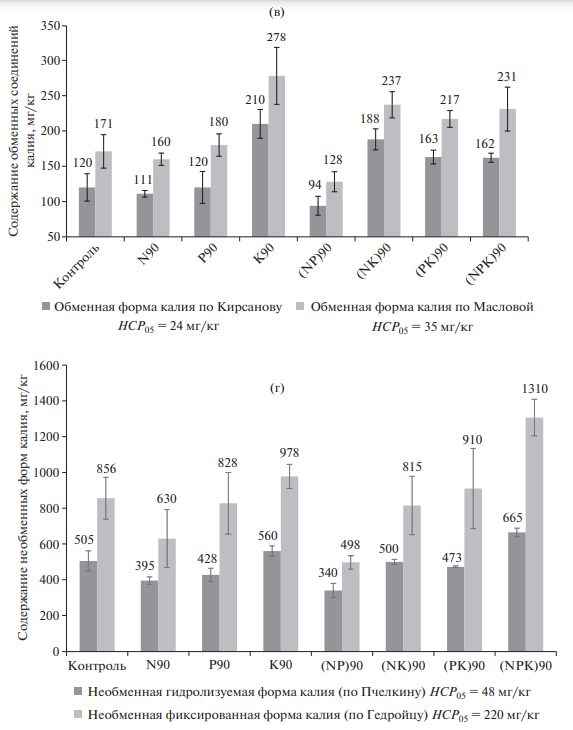 (в)
Содержание обменных соединений
калия, мг/кг
350
300
250
200
150
100
50
120
171
111
160
120
180
210
278
94
128
188
237
163
217
162
231
Контроль
N90
P90
K90
(NP)90
(NK)90
(PK)90
(NPK)90
Обменная форма калия по Кирсанову
НСР05 = 24 мг/кг
Обменная форма калия по Масловой
НСР05 = 35 мг/кг
(г)
Содержание необменных форм калия, мг/кг
1600
1400
1200
1000
800
600
400
200
0
505
856
395
630
428
828
560
978
340
498
500
815
473
910
665
1310
Контроль
N90
P90
K90
(NP)90
(NK)90
(PK)90
(NPK)90
Необменная гидролизуемая форма калия (по Пчелкину) НСР05 = 48 мг/кг
Необменная фиксированная форма калия (по Гедройцу) НСР05 = 220 мг/кг